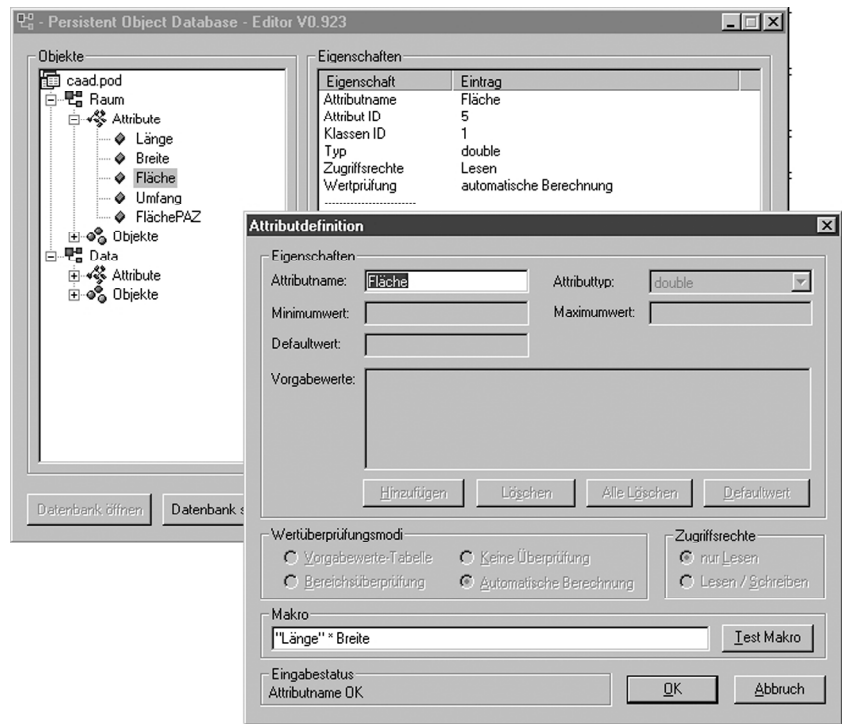 - Persistent Object Database - Editor V0.923
Objekte
caad.pod
Raum
Attribute
Länge
Breite
Fläche
Umfang
FlächePAZ
Objekte
Data
Attribute
Objekte
Eigenschaften
Eigenschaft Eintrag
Attributname Fläche
Attribut ID 5
Klassen ID 1
Typ double
Zugriffsrechte Lesen
Wertprüfung automatische Berechnung
-----------------------
Datenbank öffnen
Datenbank s
Attributdefinition
Eigenschaften
Attributname: Fläche Attributtyp: double
Minimumwert: Maximumwert:
Defaultwert:
Vorgabewerte:
Hinzufügen Löschen Alle Löschen Defaultwert
Wertüberprüfungsmodi
Vorgabewerte-Tabelle Keine Überprüfung
Bereichsüberprüfung Automatische Berechnung
Zugriffsrechte
nur Lesen
Lesen / Schreiben
Makro
"Länge" * Breite
Test Makro
Eingabestatus
Attributname OK
OK Abbruch